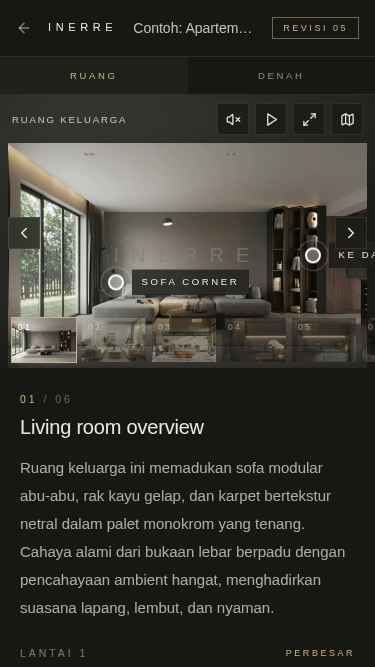 INERRE
Contoh: Apartem...
REVISI 05
RUANG
DENAH
RUANG KELUARGA
INERRE
KE DA
SOFA CORNER
01
02
03
04
05
01 / 06
Living room overview
Ruang keluarga ini memadukan sofa modular
abu-abu, rak kayu gelap, dan karpet bertekstur
netral dalam palet monokrom yang tenang.
Cahaya alami dari bukaan lebar berpadu dengan
pencahayaan ambient hangat, menghadirkan
suasana lapang, lembut, dan nyaman.
LANTAI 1
PERBESAR